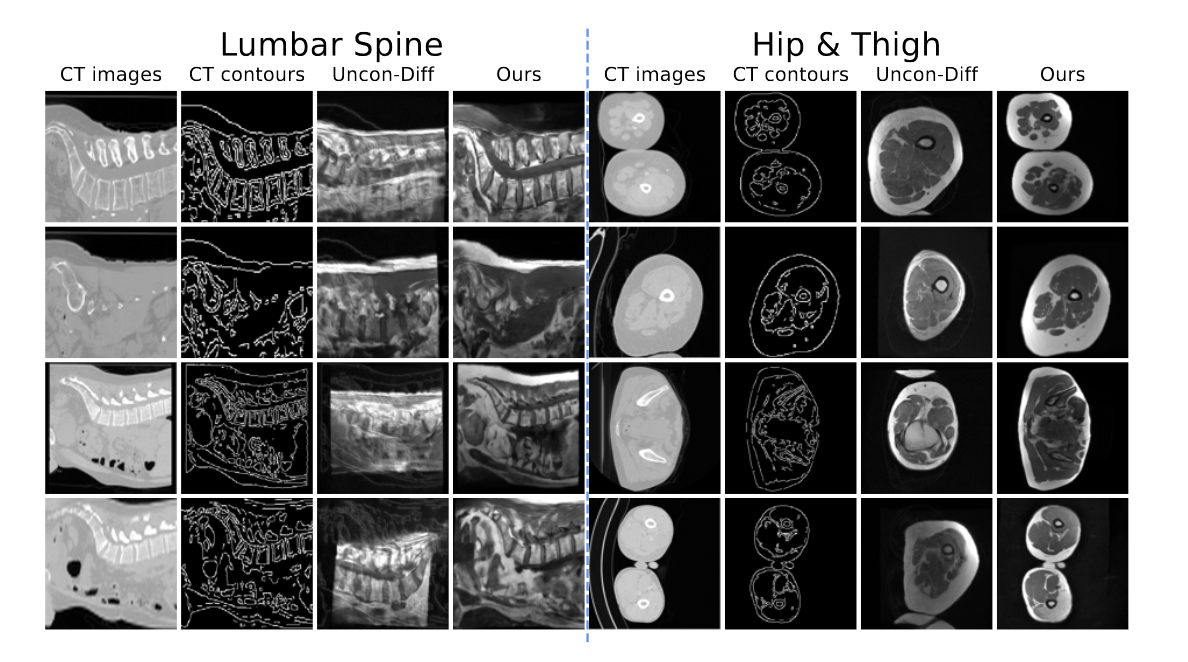 Lumbar Spine
Hip & Thigh
CT images CT contours Uncon-Diff Ours
CT images CT contours Uncon-Diff Ours